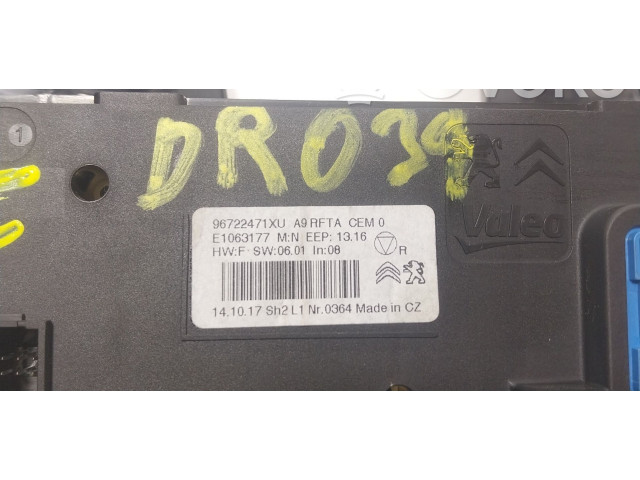 1
DR039
Valeo
96722471XU A9 RFTA CEM 0
E1063177 M:N EEP: 13.16
R
HW:F - SW:06.01 In:08
14.10.17 Sh2 L1 Nr.0364 Made in CZ